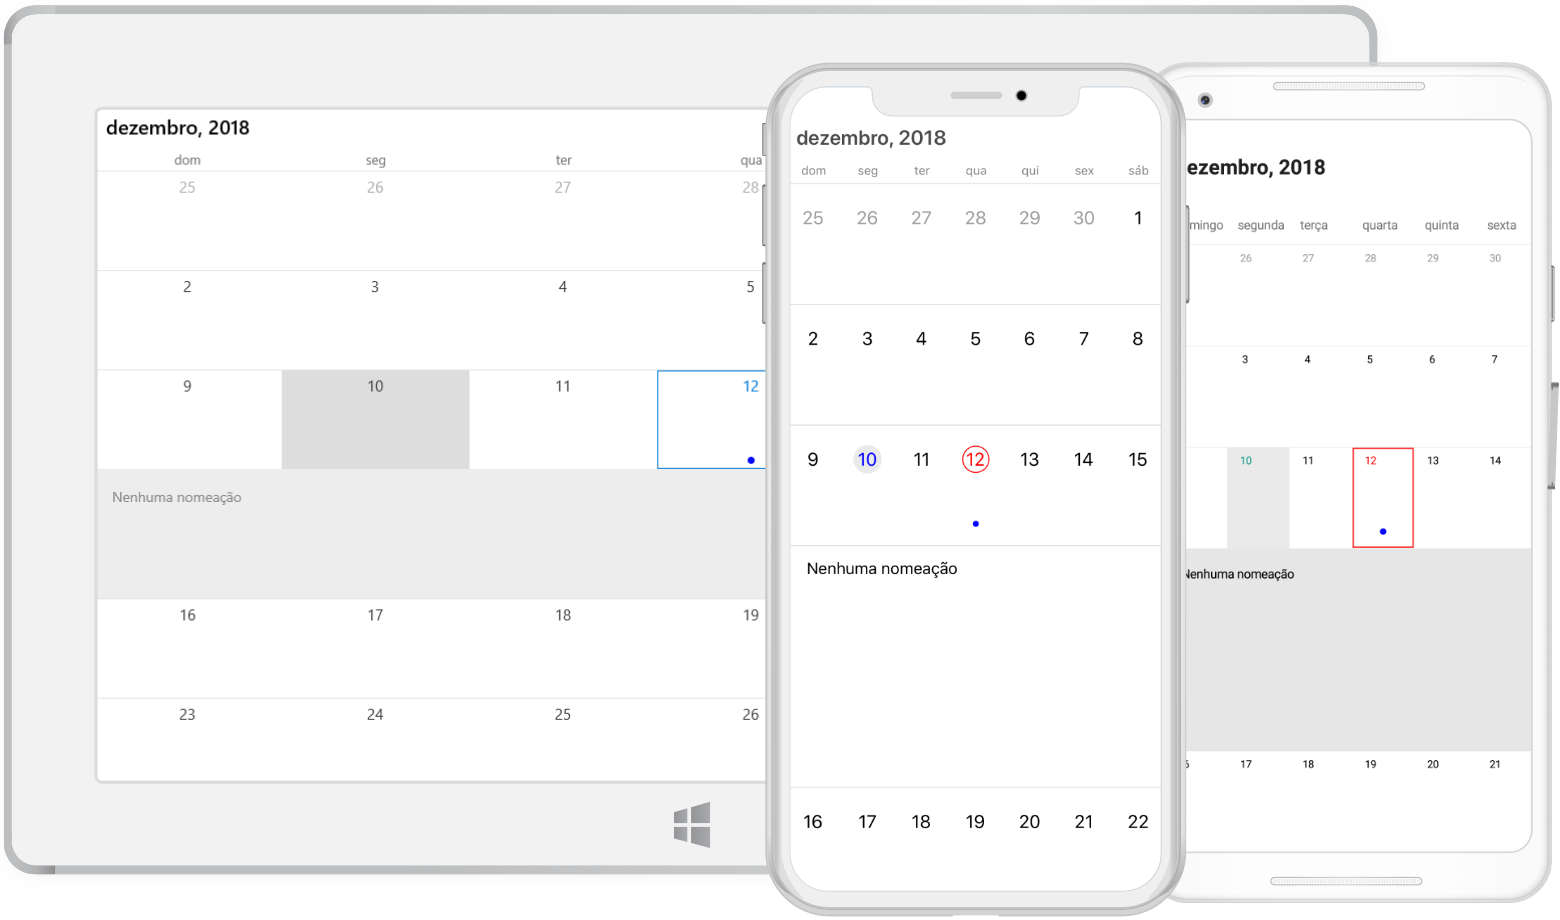 dezembro, 2018
dom seg ter qua
25 26 27 28
2 3 4 5
9 10 11 12
Nenhuma nomeação
16 17 18 19
23 24 25 26
dezembro, 2018
dom seg ter qua qui sex sáb
25 26 27 28 29 30 1
2 3 4 5 6 7 8
9 10 11 12 13 14 15
Nenhuma nomeação
16 17 18 19 20 21 22
ezembro, 2018
mingo segunda terça quarta quinta sexta
26 27 28 29 30
3 4 5 6 7
10 11 12 13 14
Nenhuma nomeação
17 18 19 20 21